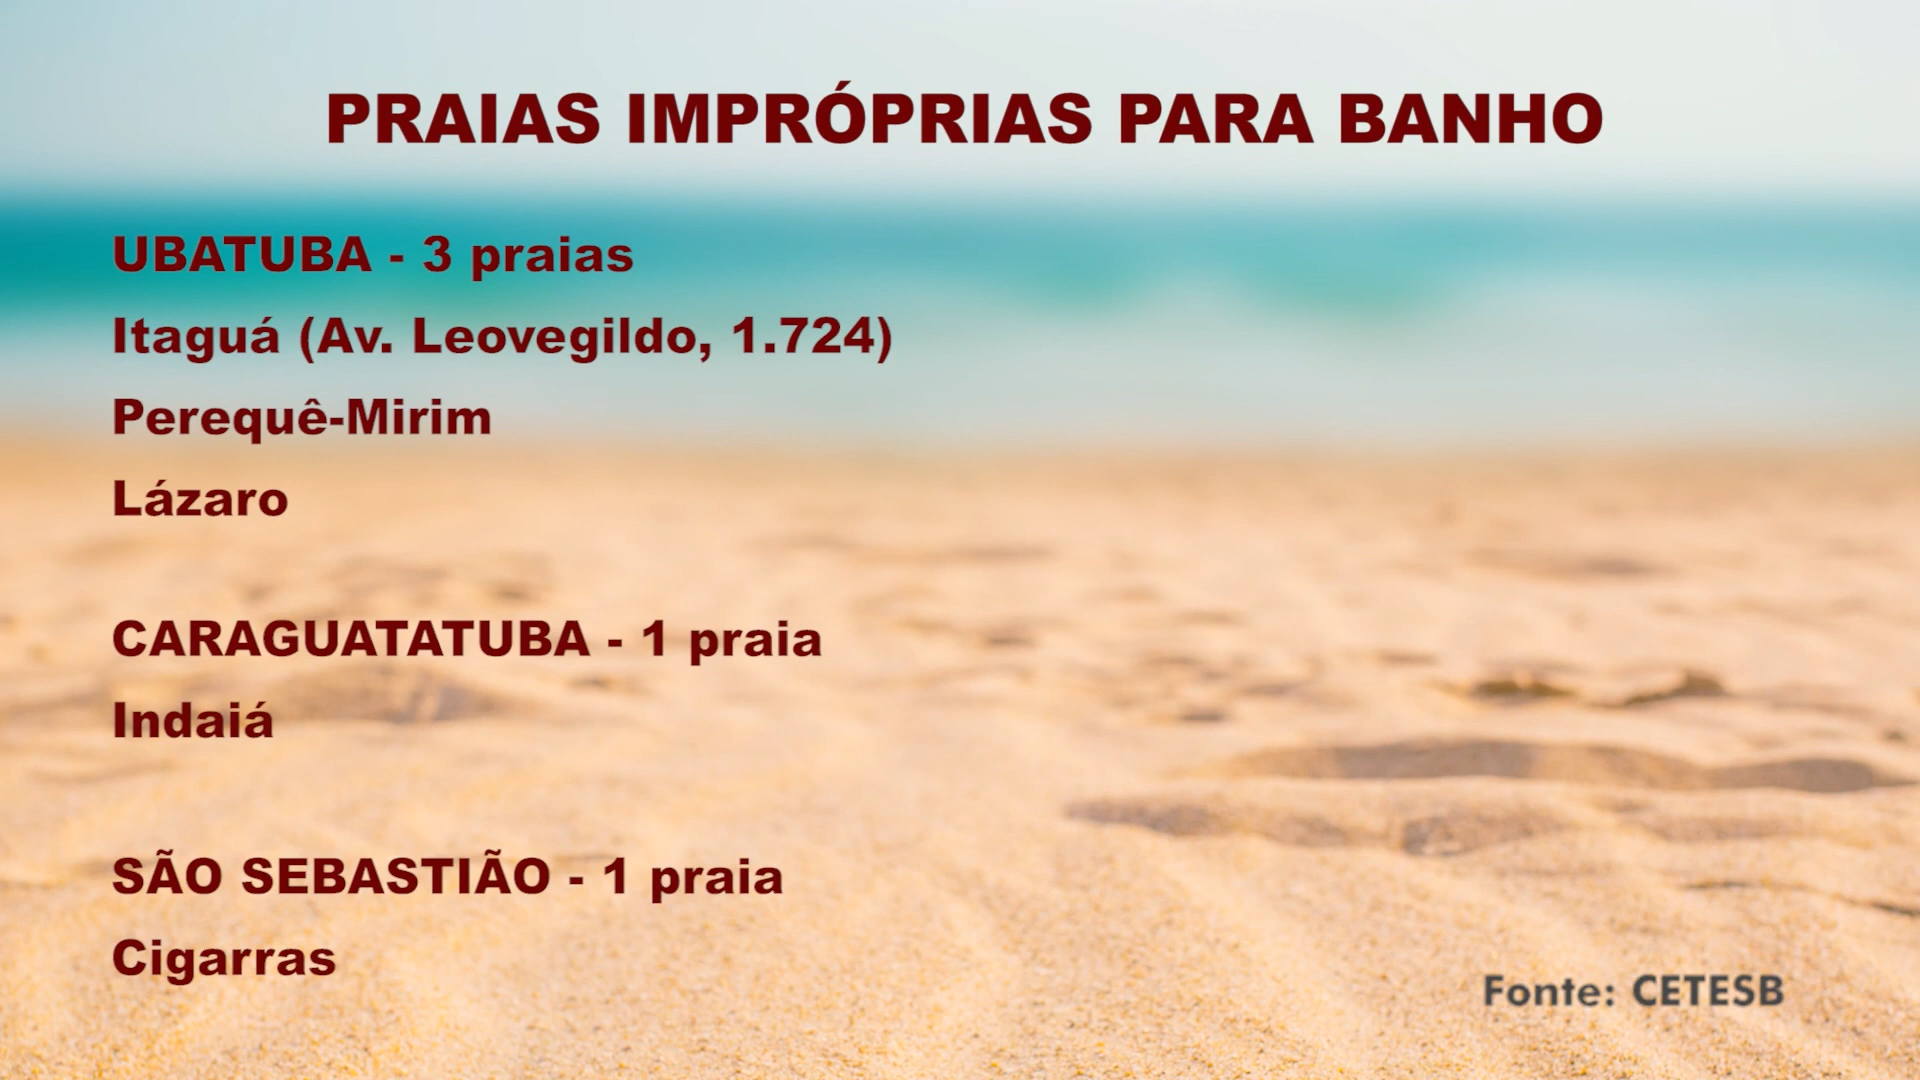 PRAIAS IMPRÓPRIAS PARA BANHO
UBATUBA - 3 praias
Itaguá (Av. Leovegildo, 1.724)
Perequê-Mirim
Lázaro
CARAGUATATUBA - 1 praia
Indaiá
SÃO SEBASTIÃO - 1 praia
Cigarras
Fonte: CETESB